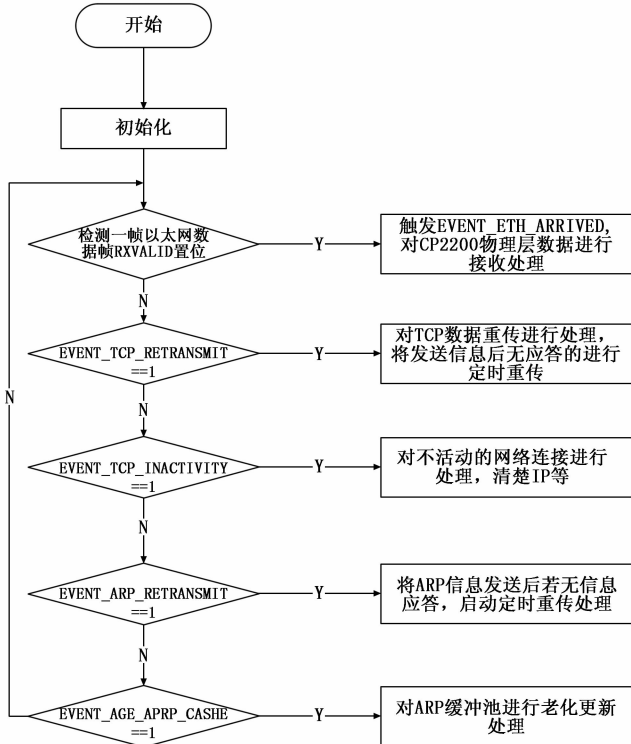 开始
初始化
检测一帧以太网数
据帧RXVALID置位
Y
触发EVENT_ETH_ARRIVED,
对CP2200物理层数据进行
接收处理
N
EVENT_TCP_RETRANSMIT
==1
Y
对TCP数据重传进行处理,
将发送信息后无应答的进行
定时重传
N
N
EVENT_TCP_INACTIVITY
==1
Y
对不活动的网络连接进行
处理，清楚IP等
N
EVENT_ARP_RETRANSMIT
==1
Y
将ARP信息发送后若无信息
应答，启动定时重传处理
N
EVENT_AGE_APRP_CASHE
==1
Y
对ARP缓冲池进行老化更新
处理